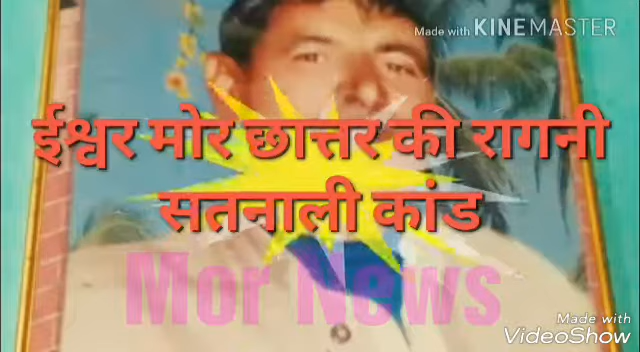 Made with KINEMASTER
ईश्वर मोर छात्तर की रागनी
सतनाली कांड
Mor News
Made with
VideoShow